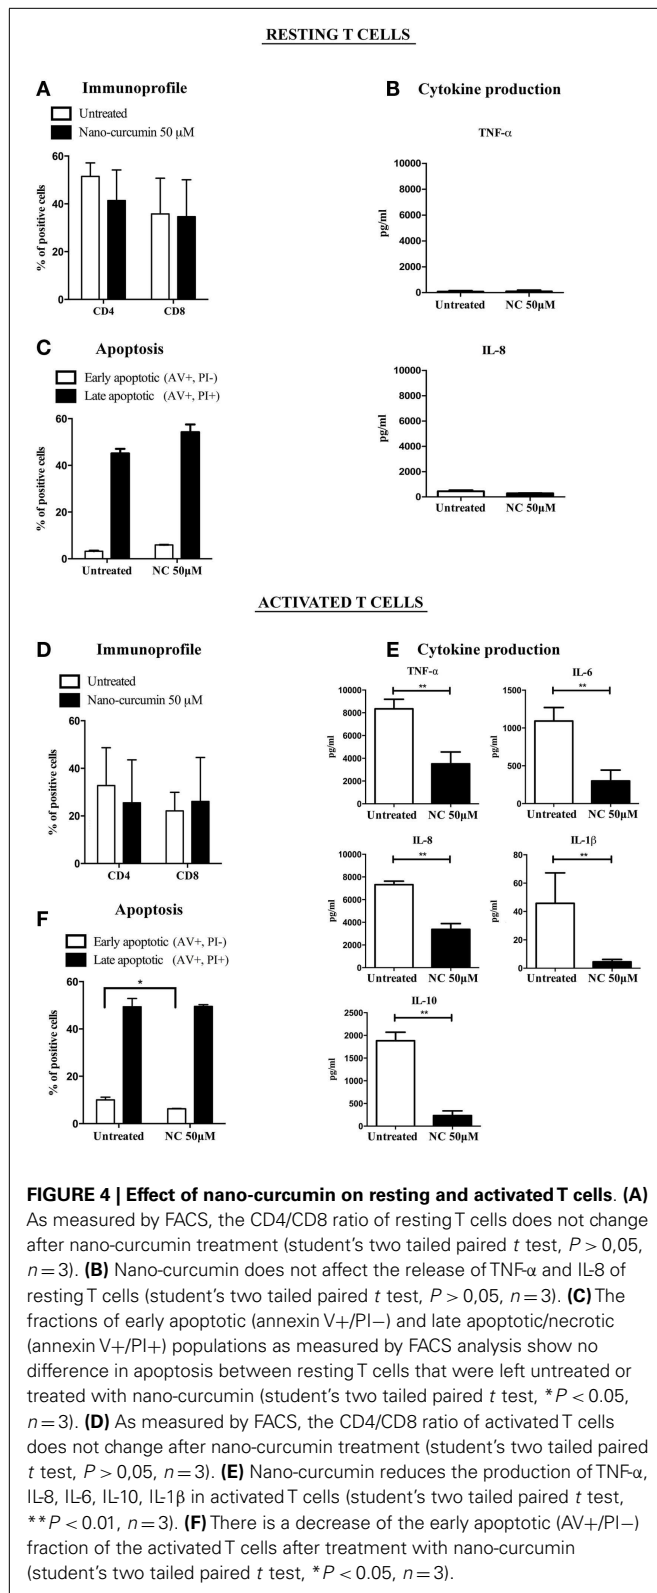 RESTING T CELLS
A
Immunoprofile
Untreated
Nano-curcumin 50 µM
% of positive cells
60
40
20
0
CD4
CD8
B
Cytokine production
TNF-α
pg/ml
10000
8000
6000
4000
2000
0
Untreated
NC 50µM
C
Apoptosis
Early apoptotic (AV+, PI-)
Late apoptotic (AV+, PI+)
% of positive cells
60
40
20
0
Untreated
NC 50µM
IL-8
pg/ml
10000
8000
6000
4000
2000
0
Untreated
NC 50µM
ACTIVATED T CELLS
D
Immunoprofile
Untreated
Nano-curcumin 50 µM
% of positive cells
60
40
20
0
CD4
CD8
E
Cytokine production
TNF-α
**
pg/ml
10000
8000
6000
4000
2000
0
Untreated
NC 50µM
IL-6
**
pg/ml
1500
1000
500
0
Untreated
NC 50µM
IL-8
**
pg/ml
10000
8000
6000
4000
2000
0
Untreated
NC 50µM
IL-1β
**
pg/ml
60
40
20
0
Untreated
NC 50µM
F
Apoptosis
Early apoptotic (AV+, PI-)
Late apoptotic (AV+, PI+)
*
% of positive cells
60
40
20
0
Untreated
NC 50µM
IL-10
**
pg/ml
2500
2000
1500
1000
500
0
Untreated
NC 50µM
FIGURE 4 | Effect of nano-curcumin on resting and activated T cells. (A)
As measured by FACS, the CD4/CD8 ratio of resting T cells does not change
after nano-curcumin treatment (student's two tailed paired t test, P > 0,05,
n = 3). (B) Nano-curcumin does not affect the release of TNF-α and IL-8 of
resting T cells (student's two tailed paired t test, P > 0,05, n = 3). (C) The
fractions of early apoptotic (annexin V+/PI−) and late apoptotic/necrotic
(annexin V+/PI+) populations as measured by FACS analysis show no
difference in apoptosis between resting T cells that were left untreated or
treated with nano-curcumin (student's two tailed paired t test, *P < 0.05,
n = 3). (D) As measured by FACS, the CD4/CD8 ratio of activated T cells
does not change after nano-curcumin treatment (student's two tailed paired
t test, P > 0,05, n = 3). (E) Nano-curcumin reduces the production of TNF-α,
IL-8, IL-6, IL-10, IL-1β in activated T cells (student's two tailed paired t test,
**P < 0.01, n = 3). (F) There is a decrease of the early apoptotic (AV+/PI−)
fraction of the activated T cells after treatment with nano-curcumin
(student's two tailed paired t test, *P < 0.05, n = 3).